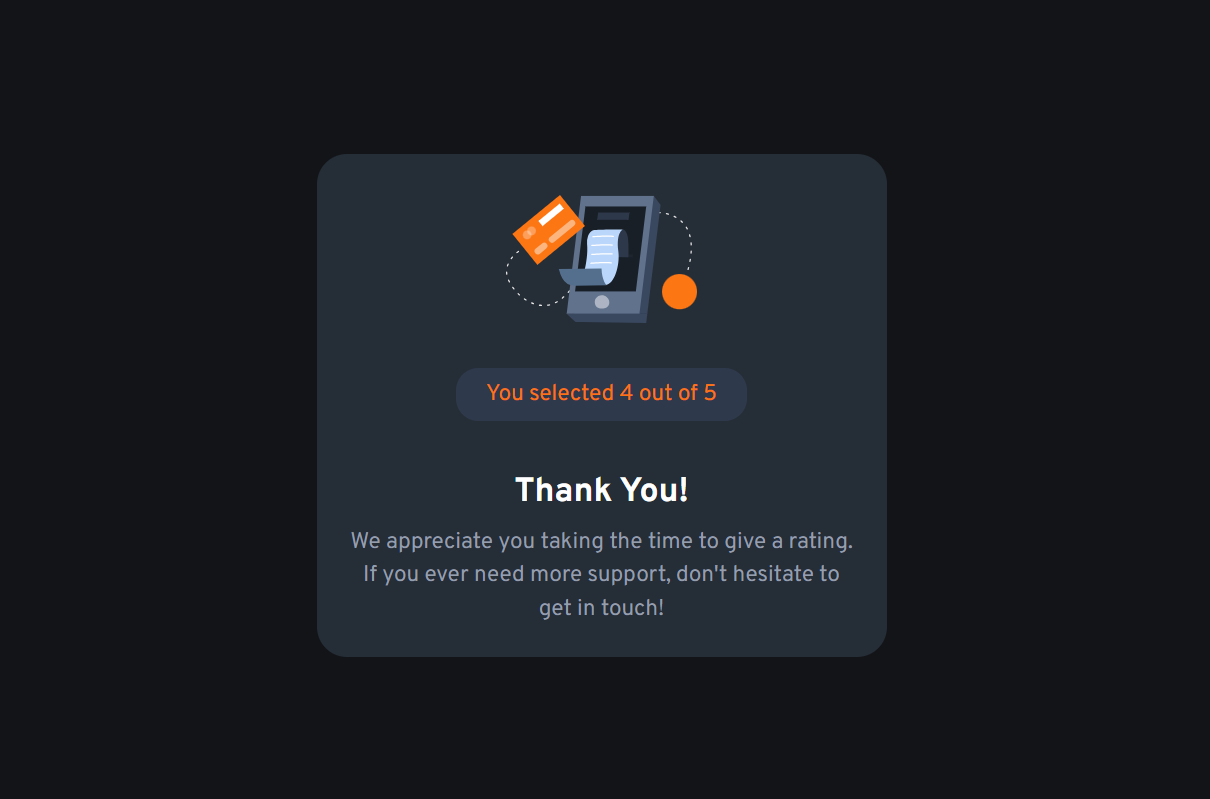 You selected 4 out of 5
Thank You!
We appreciate you taking the time to give a rating.
If you ever need more support, don't hesitate to
get in touch!